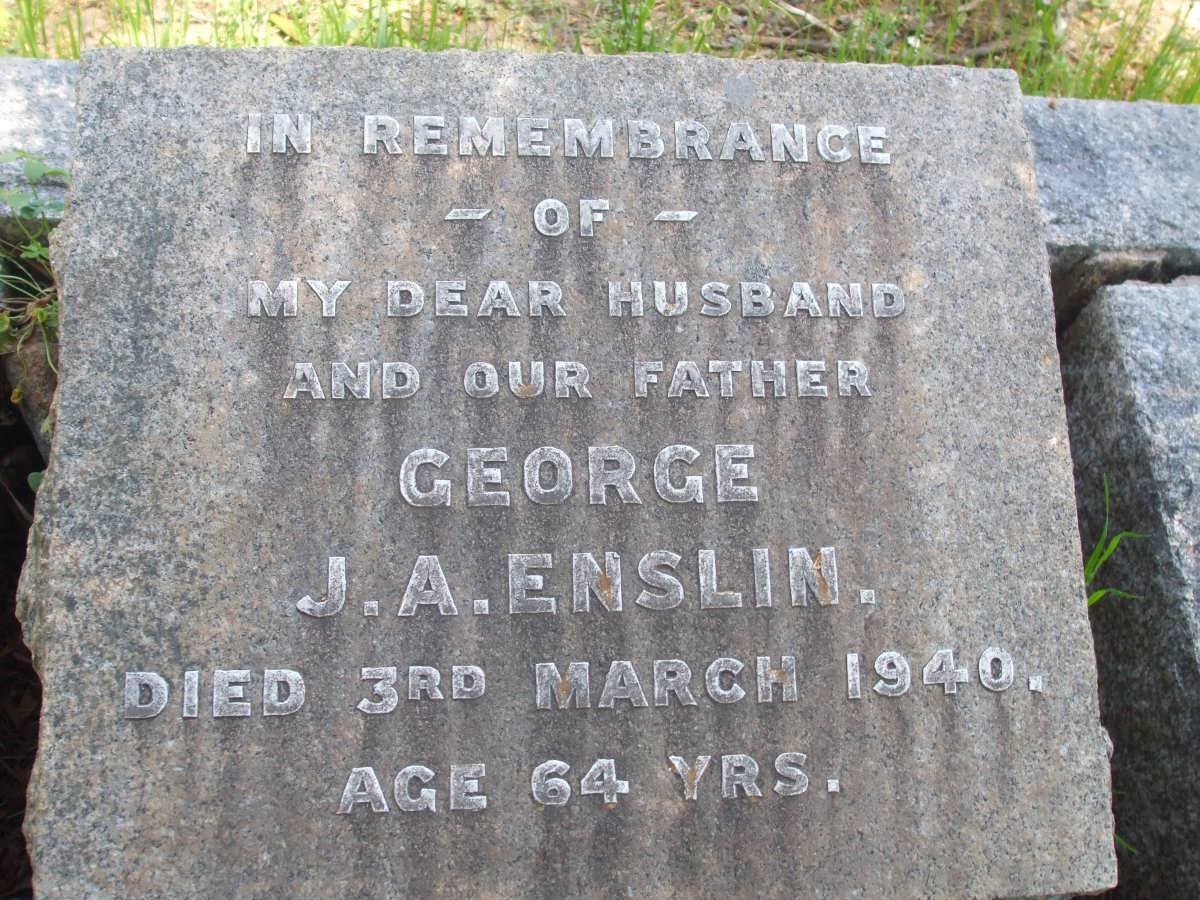 IN REMEMBRANCE
- OF -
MY DEAR HUSBAND
AND OUR FATHER
GEORGE
J.A.ENSLIN.
DIED 3RD MARCH 1940.
AGE 64 YRS.